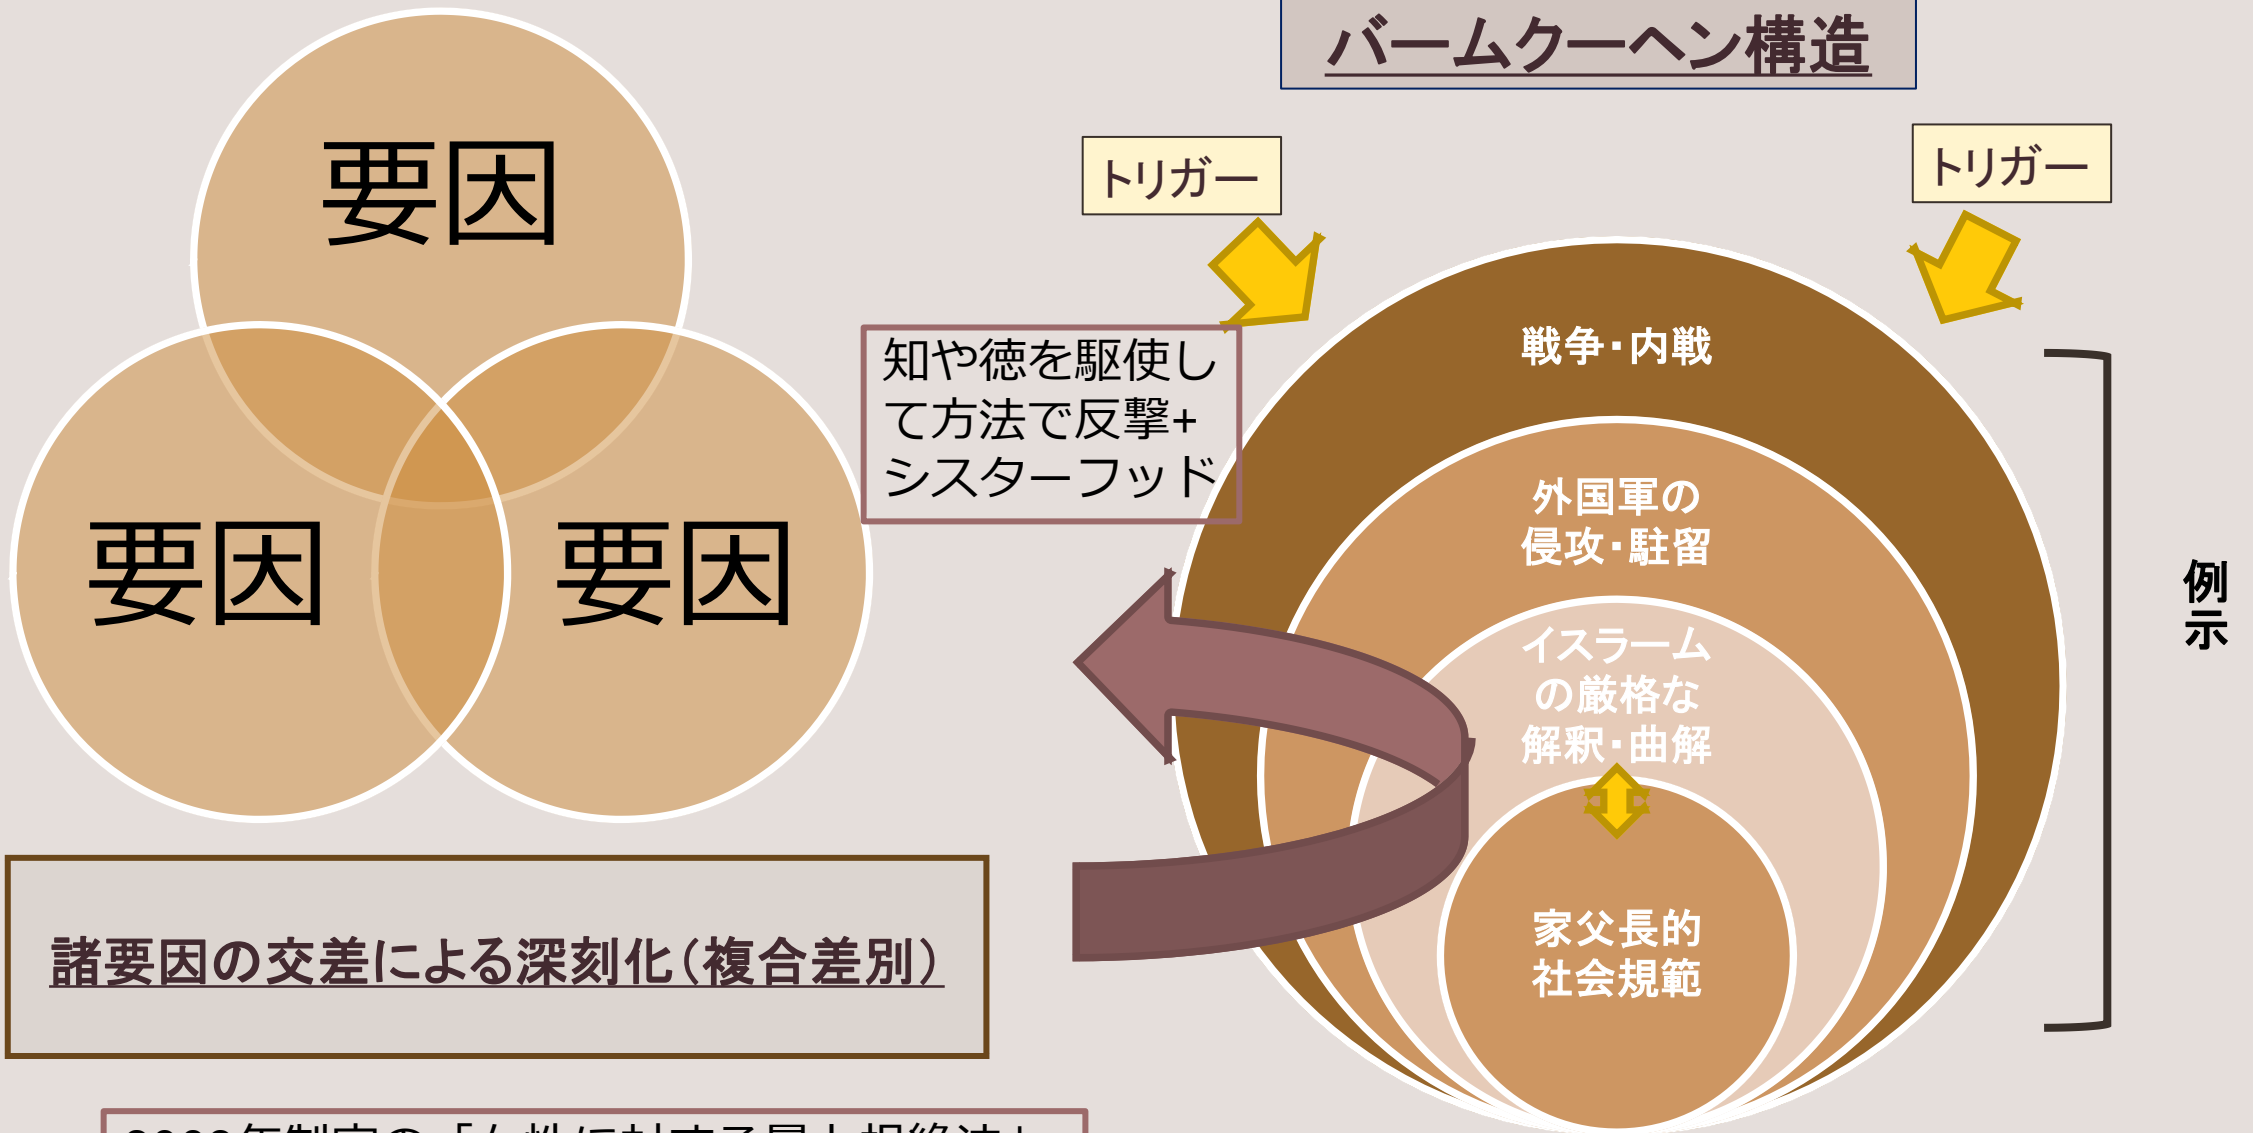 バームクーヘン構造
要因
要因
要因
諸要因の交差による深刻化（複合差別）
トリガー
トリガー
知や徳を駆使し
て方法で反撃+
シスターフッド
戦争・内戦
外国軍の
侵攻・駐留
イスラーム
の厳格な
解釈・曲解
家父長的
社会規範
例
示